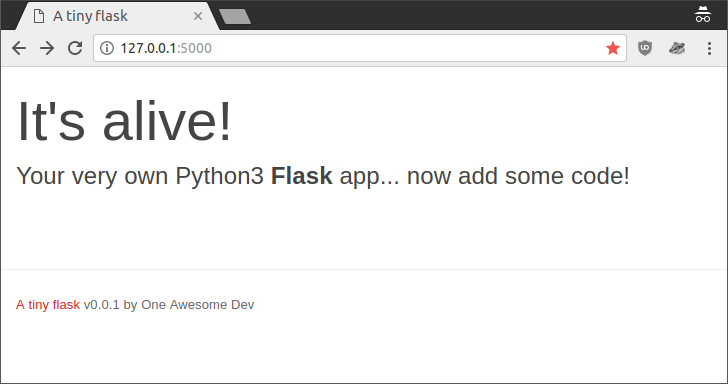 A tiny flask
127.0.0.1:5000
It's alive!
Your very own Python3 Flask app... now add some code!
A tiny flask v0.0.1 by One Awesome Dev